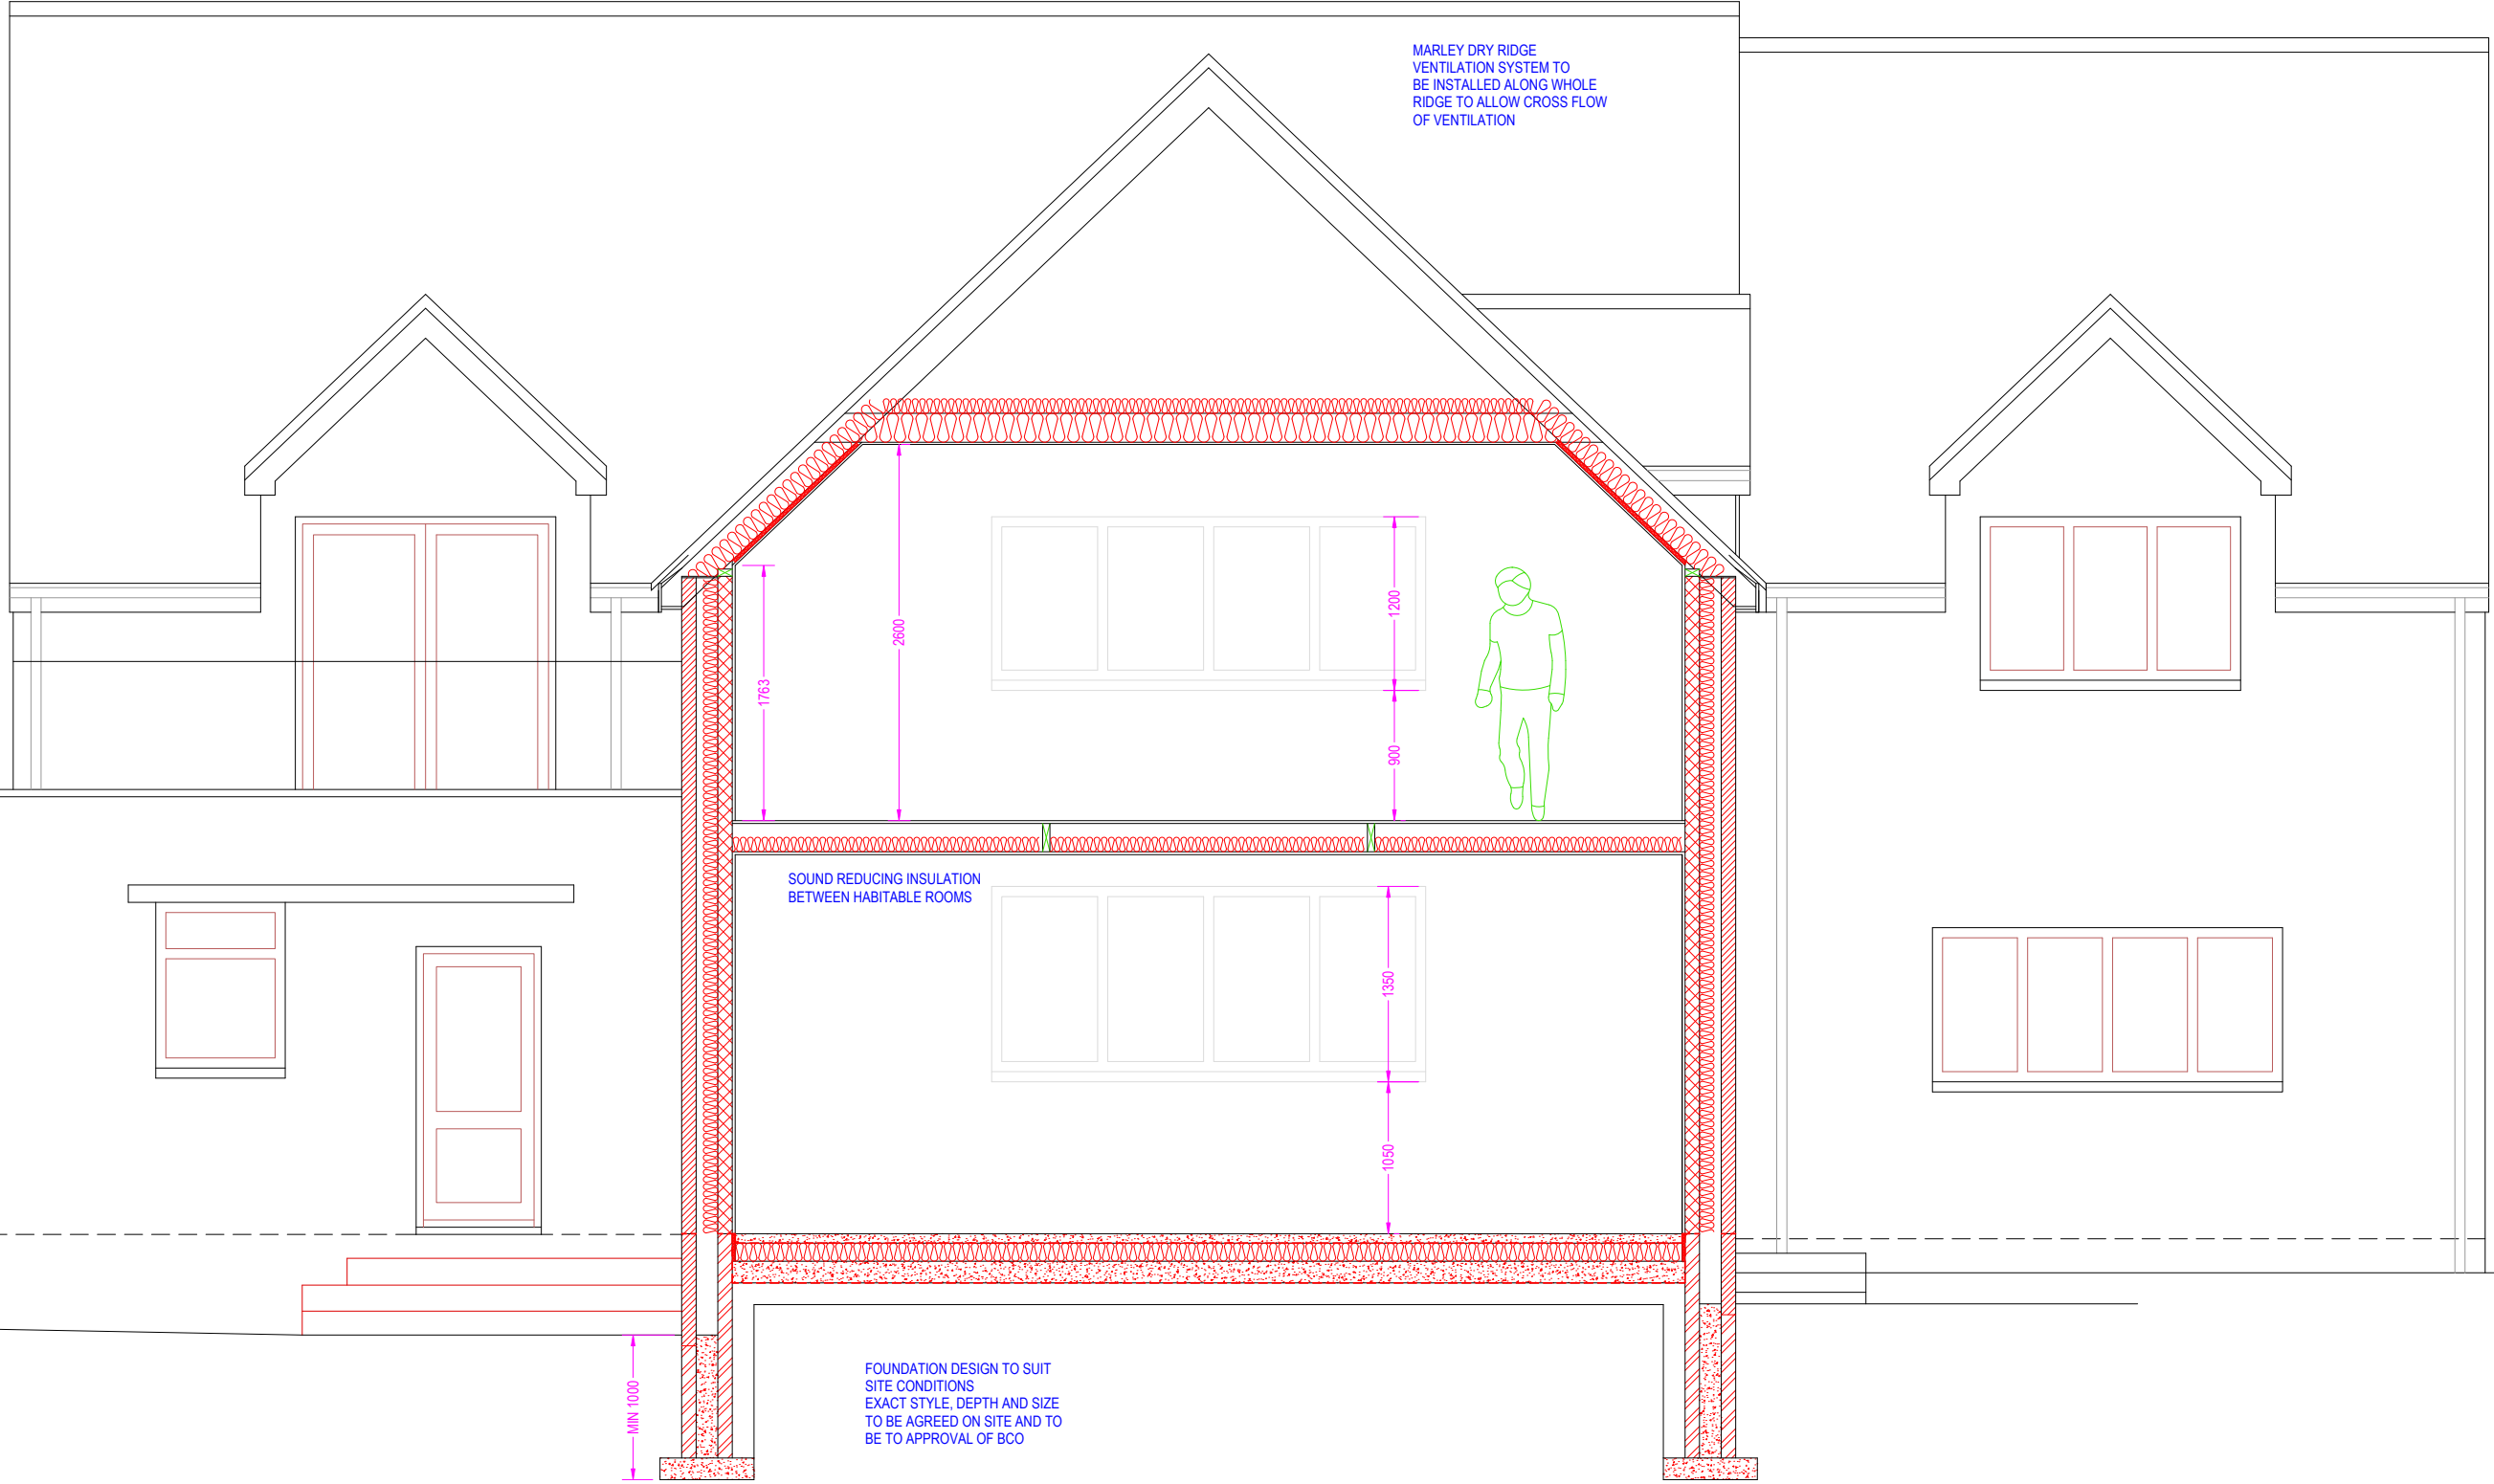 MARLEY DRY RIDGE
VENTILATION SYSTEM TO
BE INSTALLED ALONG WHOLE
RIDGE TO ALLOW CROSS FLOW
OF VENTILATION
1763
2600
1200
900
SOUND REDUCING INSULATION
BETWEEN HABITABLE ROOMS
1350
1050
MIN 1000
FOUNDATION DESIGN TO SUIT
SITE CONDITIONS
EXACT STYLE, DEPTH AND SIZE
TO BE AGREED ON SITE AND TO
BE TO APPROVAL OF BCO